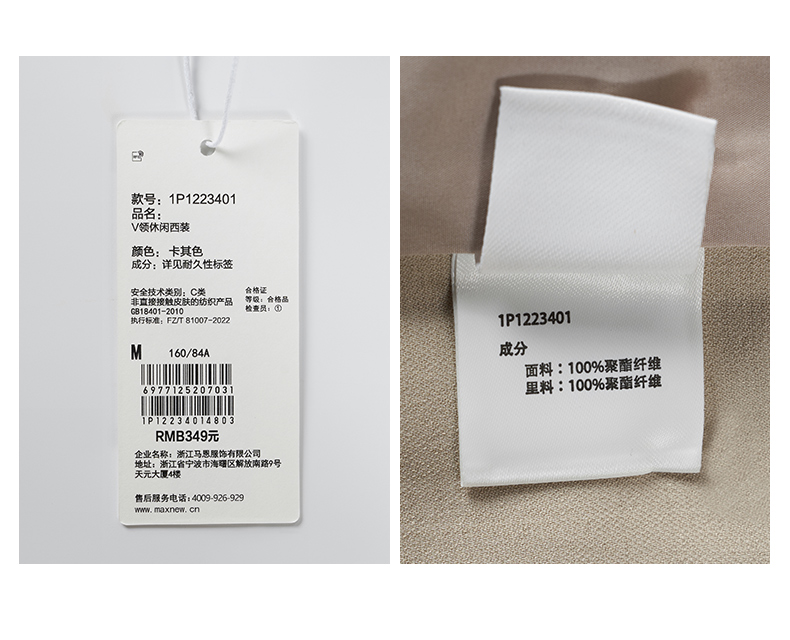 款号：1P1223401
品名：
V领休闲西装
颜色：卡其色
成分：详见耐久性标签
安全技术类别：C类
非直接接触皮肤的纺织产品
GB18401-2010
执行标准：FZ/T 81007-2022
合格证
等级：合格品
检查员：①
M 160/84A
6977125207031
1P12234014803
RMB349元
企业名称：浙江马恩服饰有限公司
地址：浙江省宁波市海曙区解放南路9号
天元大厦4楼
售后服务电话：4009-926-929
www.maxnew.cn
1P1223401
成分
面料：100%聚酯纤维
里料：100%聚酯纤维